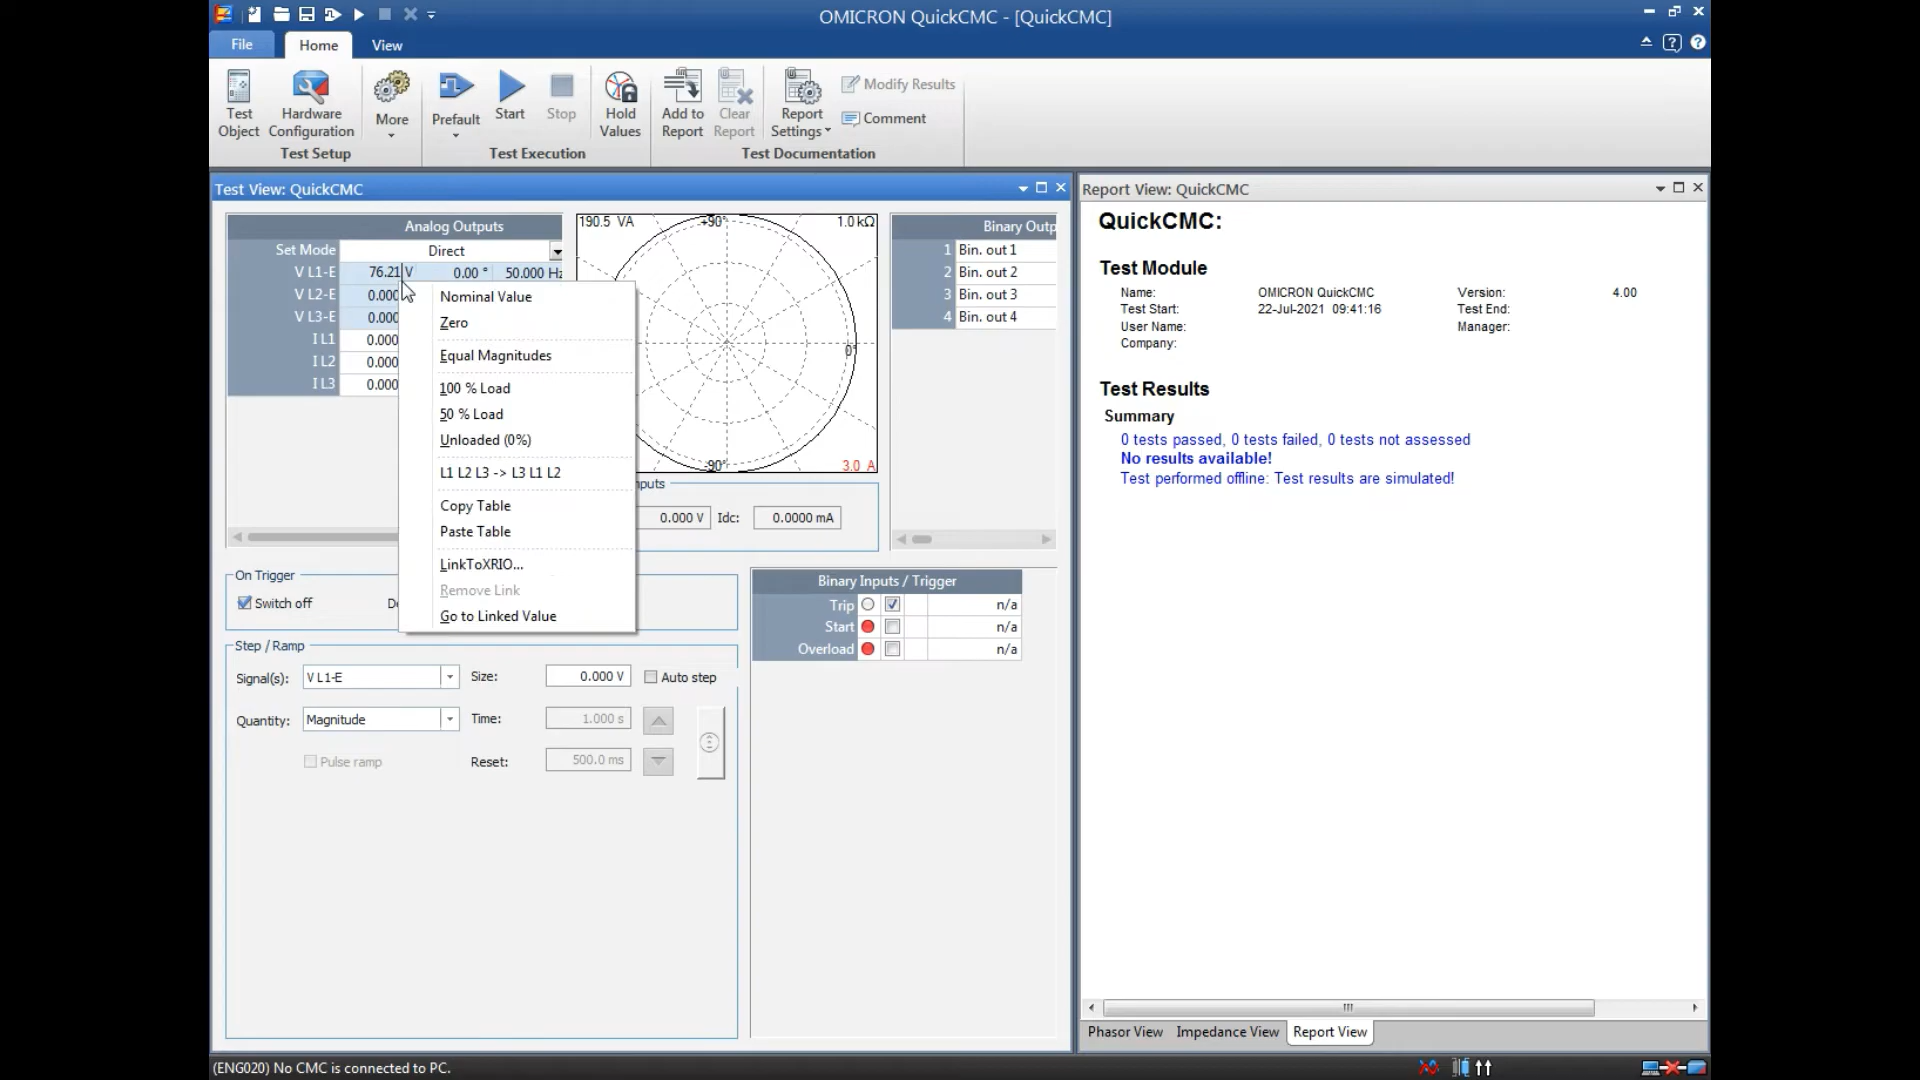 OMICRON QuickCMC - [QuickCMC]
File
Home
View
Test Object
Hardware Configuration
More
Prefault
Start
Stop
Hold Values
Add to Report
Clear Report
Report Settings
Modify Results
Comment
Test Setup
Test Execution
Test Documentation
Test View: QuickCMC
Report View: QuickCMC
Analog Outputs
Set Mode Direct
V L1-E 76.21 V 0.00 ° 50.000 Hz
V L2-E 0.000
V L3-E 0.000
I L1 0.000
I L2 0.000
I L3 0.000
Nominal Value
Zero
Equal Magnitudes
100 % Load
50 % Load
Unloaded (0%)
L1 L2 L3 -> L3 L1 L2
Copy Table
Paste Table
LinkToXRIO...
Remove Link
Go to Linked Value
190.5 VA
+90°
1.0 kΩ
0°
-90°
3.0 A
nputs
0.000 V Idc: 0.0000 mA
Binary Outp
1 Bin. out 1
2 Bin. out 2
3 Bin. out 3
4 Bin. out 4
On Trigger
Switch off
De
Step / Ramp
Signal(s): V L1-E Size: 0.000 V Auto step
Quantity: Magnitude Time: 1.000 s
Pulse ramp Reset: 500.0 ms
Binary Inputs / Trigger
Trip n/a
Start n/a
Overload n/a
QuickCMC:
Test Module
Name: OMICRON QuickCMC Version: 4.00
Test Start: 22-Jul-2021 09:41:16 Test End:
User Name: Manager:
Company:
Test Results
Summary
0 tests passed, 0 tests failed, 0 tests not assessed
No results available!
Test performed offline: Test results are simulated!
Phasor View
Impedance View
Report View
(ENG020) No CMC is connected to PC.